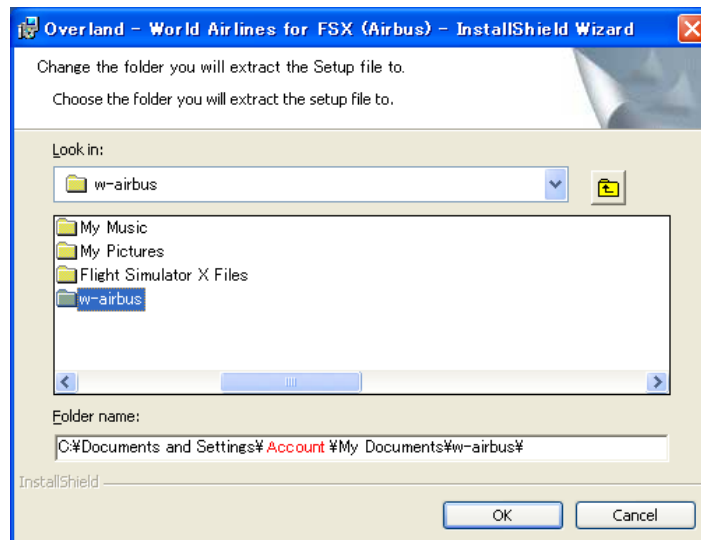 Overland - World Airlines for FSX (Airbus) - InstallShield Wizard
Change the folder you will extract the Setup file to.
Choose the folder you will extract the setup file to.
Look in:
w-airbus
My Music
My Pictures
Flight Simulator X Files
w-airbus
Folder name:
C:¥Documents and Settings¥ Account ¥My Documents¥w-airbus¥
InstallShield
OK Cancel